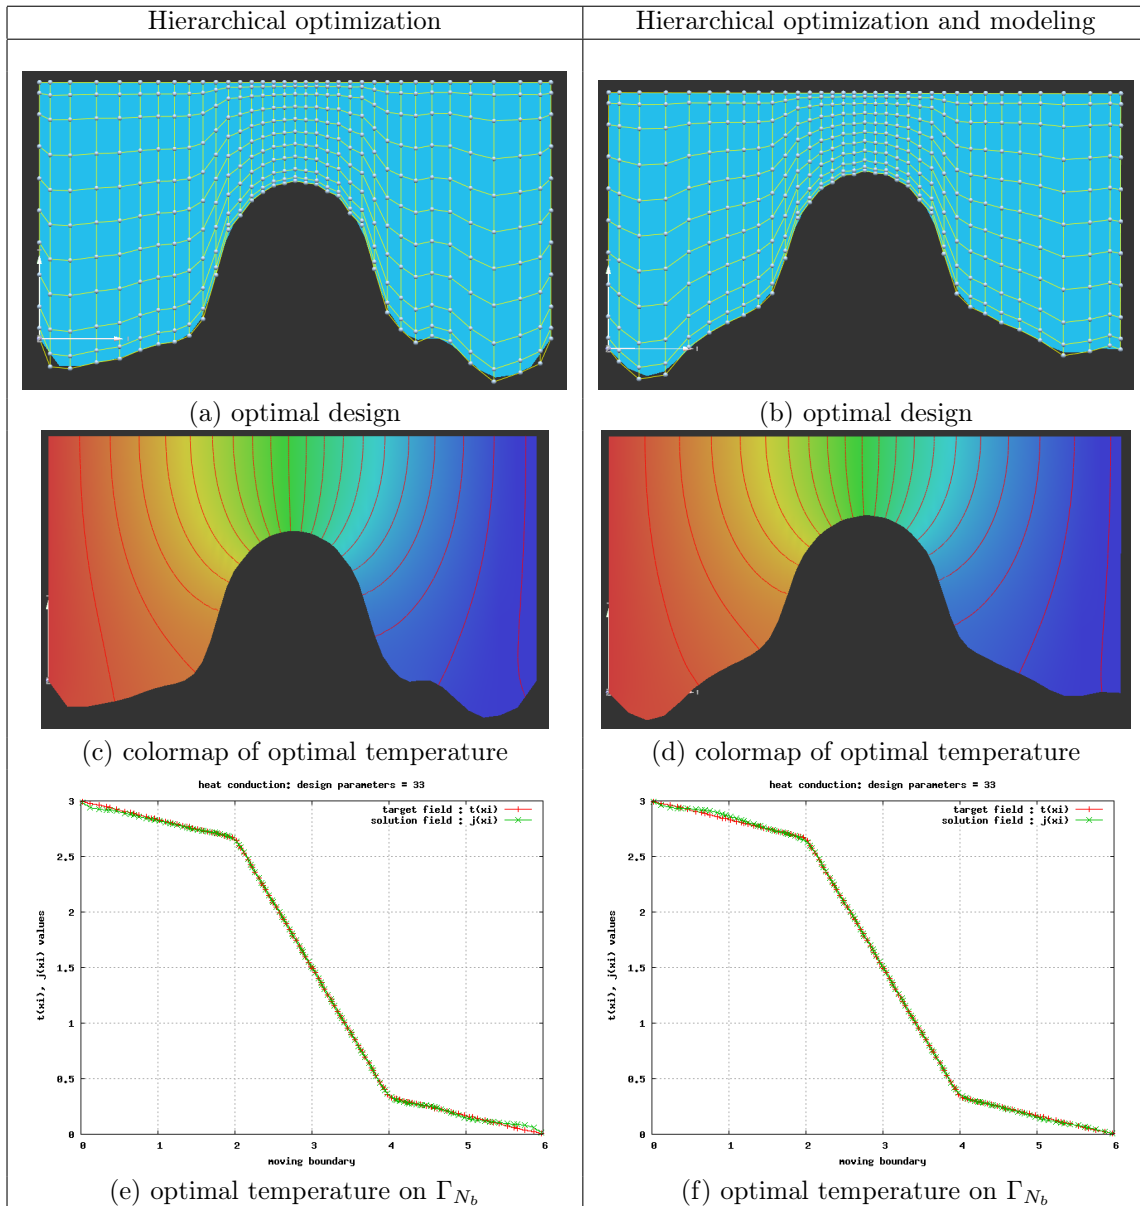 Hierarchical optimization
Hierarchical optimization and modeling
(a) optimal design
(b) optimal design
(c) colormap of optimal temperature
(d) colormap of optimal temperature
heat conduction: design parameters = 33
target field : t(xi)
solution field : j(xi)
t(xi), j(xi) values
3
2.5
2
1.5
1
0.5
0
0 1 2 3 4 5 6
moving boundary
heat conduction: design parameters = 33
target field : t(xi)
solution field : j(xi)
t(xi), j(xi) values
3
2.5
2
1.5
1
0.5
0
0 1 2 3 4 5 6
moving boundary
(e) optimal temperature on Γ_{N_b}
(f) optimal temperature on Γ_{N_b}